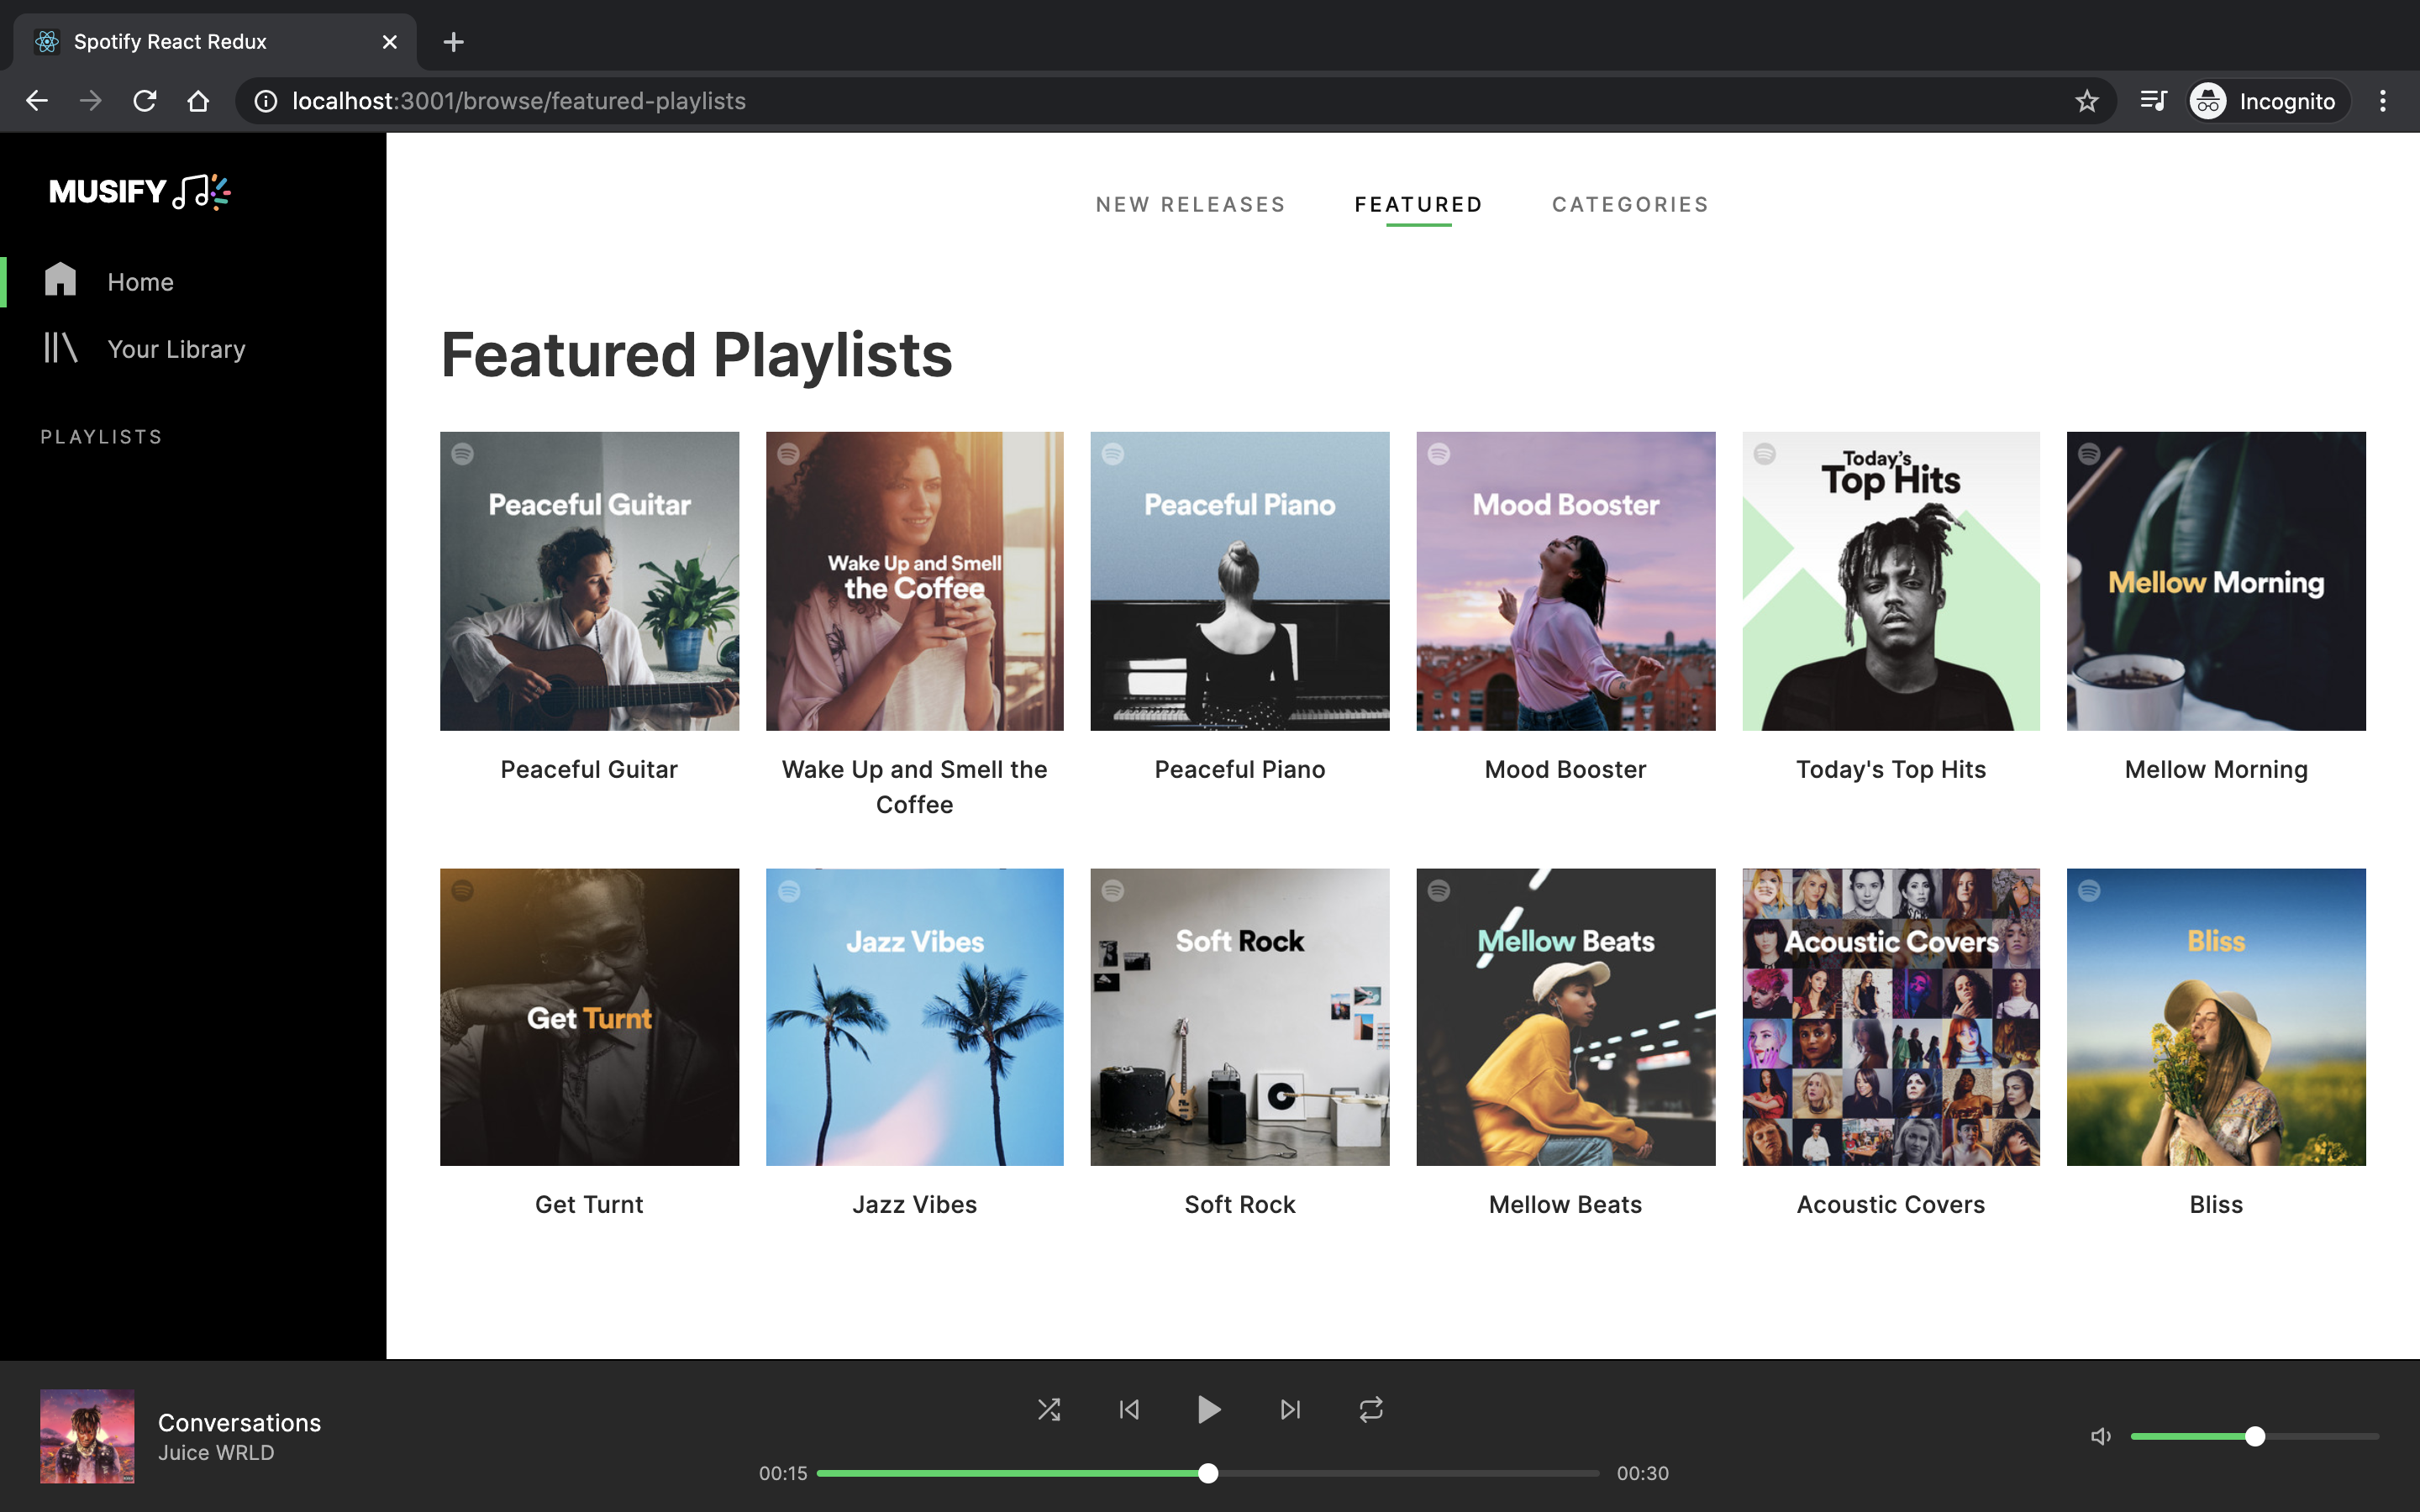 Spotify React Redux
localhost:3001/browse/featured-playlists
Incognito
MUSIFY
Home
Your Library
PLAYLISTS
NEW RELEASES
FEATURED
CATEGORIES
Featured Playlists
Peaceful Guitar
Wake Up and Smell
the Coffee
Peaceful Piano
Mood Booster
Today's
Top Hits
Mellow Morning
Peaceful Guitar
Wake Up and Smell the
Coffee
Peaceful Piano
Mood Booster
Today's Top Hits
Mellow Morning
Get Turnt
Jazz Vibes
Soft Rock
Mellow Beats
Acoustic Covers
Bliss
Get Turnt
Jazz Vibes
Soft Rock
Mellow Beats
Acoustic Covers
Bliss
Conversations
Juice WRLD
00:15
00:30